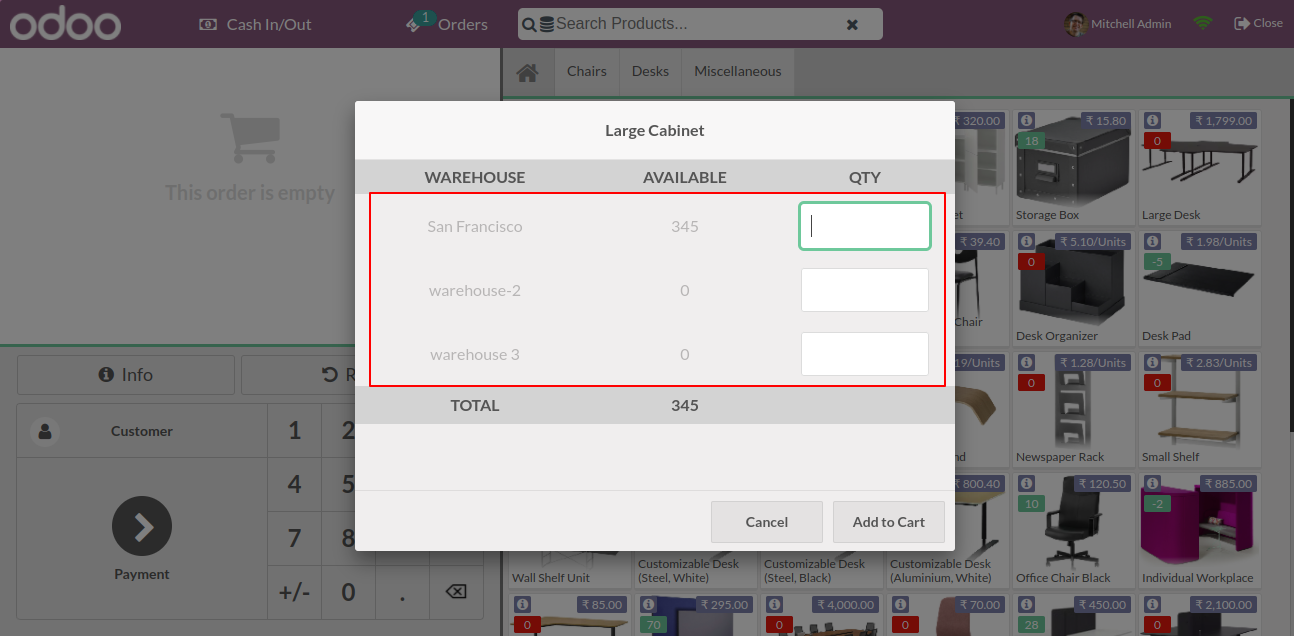 odoo
Cash In/Out
1
Orders
Search Products...
Mitchell Admin
Close
Chairs
Desks
Miscellaneous
This order is empty
Large Cabinet
WAREHOUSE AVAILABLE QTY
San Francisco 345
warehouse-2 0
warehouse 3 0
TOTAL 345
Cancel
Add to Cart
Info
R
Customer
1 2
4 5
7 8
+/- 0 .
Payment
₹ 320.00
₹ 15.80
18
Storage Box
₹ 1,799.00
0
Large Desk
₹ 39.40
Chair
₹ 5.10/Units
0
Desk Organizer
₹ 1.98/Units
-5
Desk Pad
19/Units
nd
₹ 1.28/Units
0
Newspaper Rack
₹ 2.83/Units
0
Small Shelf
Wall Shelf Unit
Customizable Desk
(Steel, White)
Customizable Desk
(Steel, Black)
₹ 800.40
Customizable Desk
(Aluminium, White)
₹ 120.50
10
Office Chair Black
₹ 885.00
-2
Individual Workplace
₹ 85.00
0
₹ 295.00
70
₹ 4,000.00
0
₹ 70.00
0
₹ 450.00
28
₹ 2,100.00
0